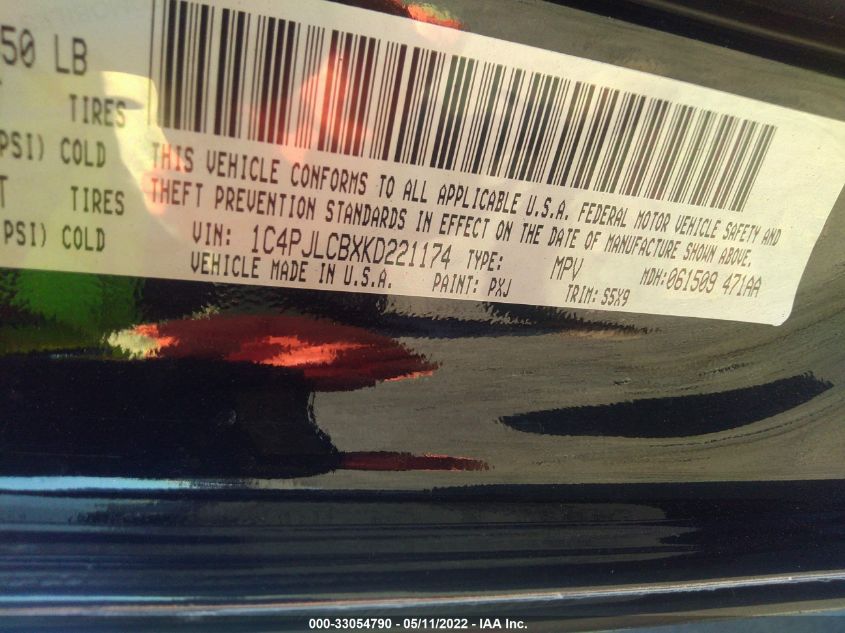 50 LB
TIRES
PSI) COLD
TIRES
PSI) COLD
THIS VEHICLE CONFORMS TO ALL APPLICABLE U.S.A. FEDERAL MOTOR VEHICLE SAFETY AND
THEFT PREVENTION STANDARDS IN EFFECT ON THE DATE OF MANUFACTURE SHOWN ABOVE.
VIN: 1C4PJLCBXKD221174 TYPE: MPV MDH:061509 471AA
VEHICLE MADE IN U.S.A. PAINT: PXJ TRIM: S5X9
000-33054790 - 05/11/2022 - IAA Inc.